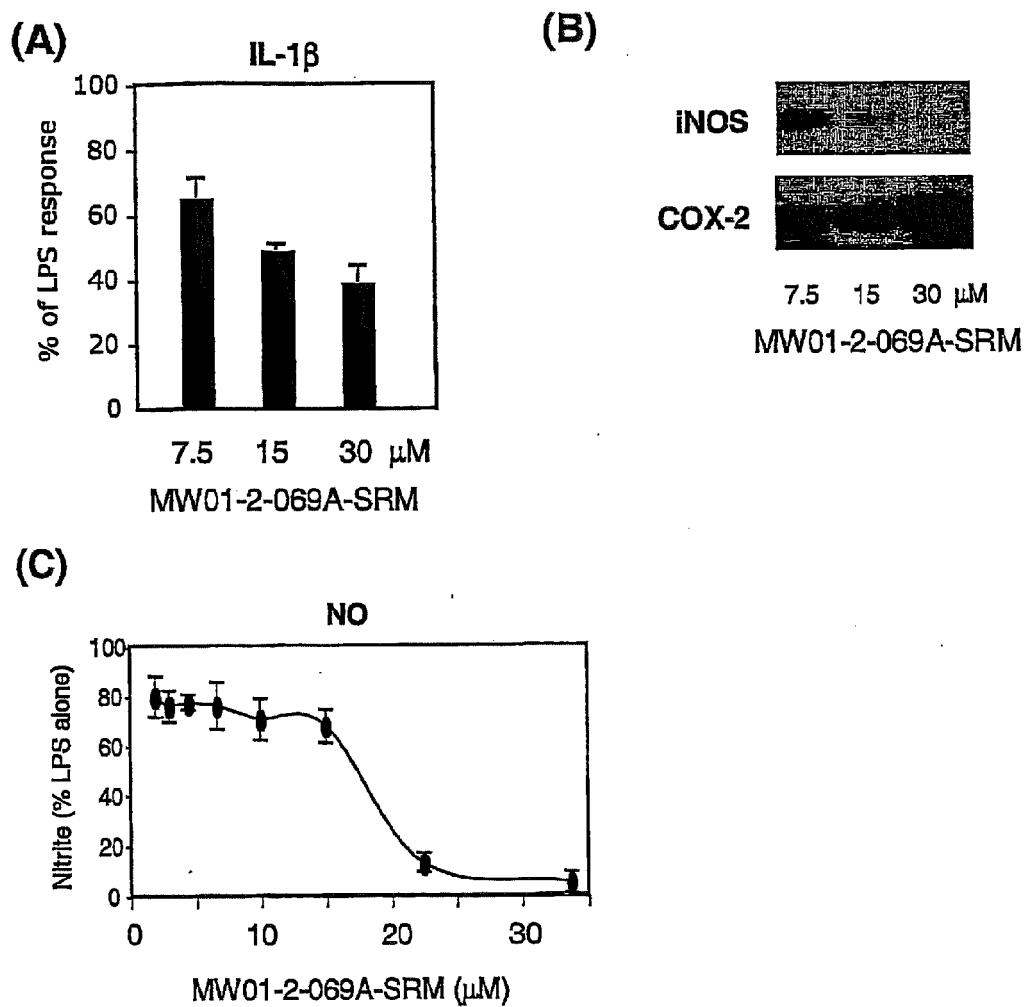 (A)
IL-1β
% of LPS response
100
80
60
40
20
0
7.5 15 30 μM
MW01-2-069A-SRM
(B)
iNOS
COX-2
7.5 15 30 μM
MW01-2-069A-SRM
(C)
NO
Nitrite (% LPS alone)
100
80
60
40
20
0
0 10 20 30
MW01-2-069A-SRM (μM)